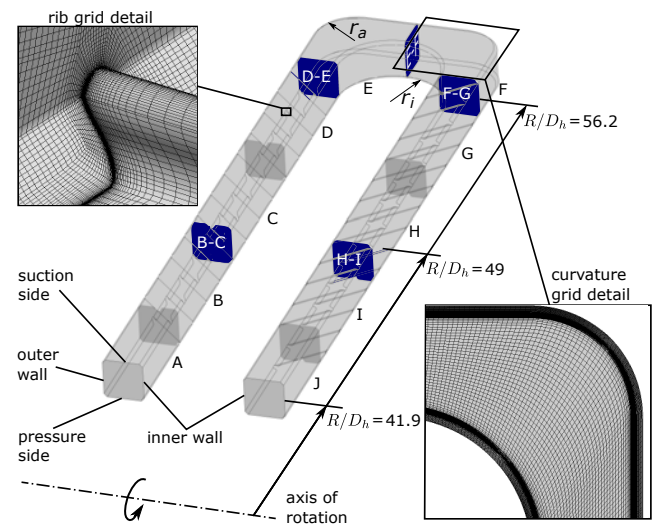 rib grid detail
r_a
D-E
E
F-G
F
r_i
D
R/D_h = 56.2
G
C
B-C
H
H-I
R/D_h = 49
curvature
grid detail
suction
side
B
I
outer
wall
A
J
pressure
side
inner wall
R/D_h = 41.9
axis of
rotation